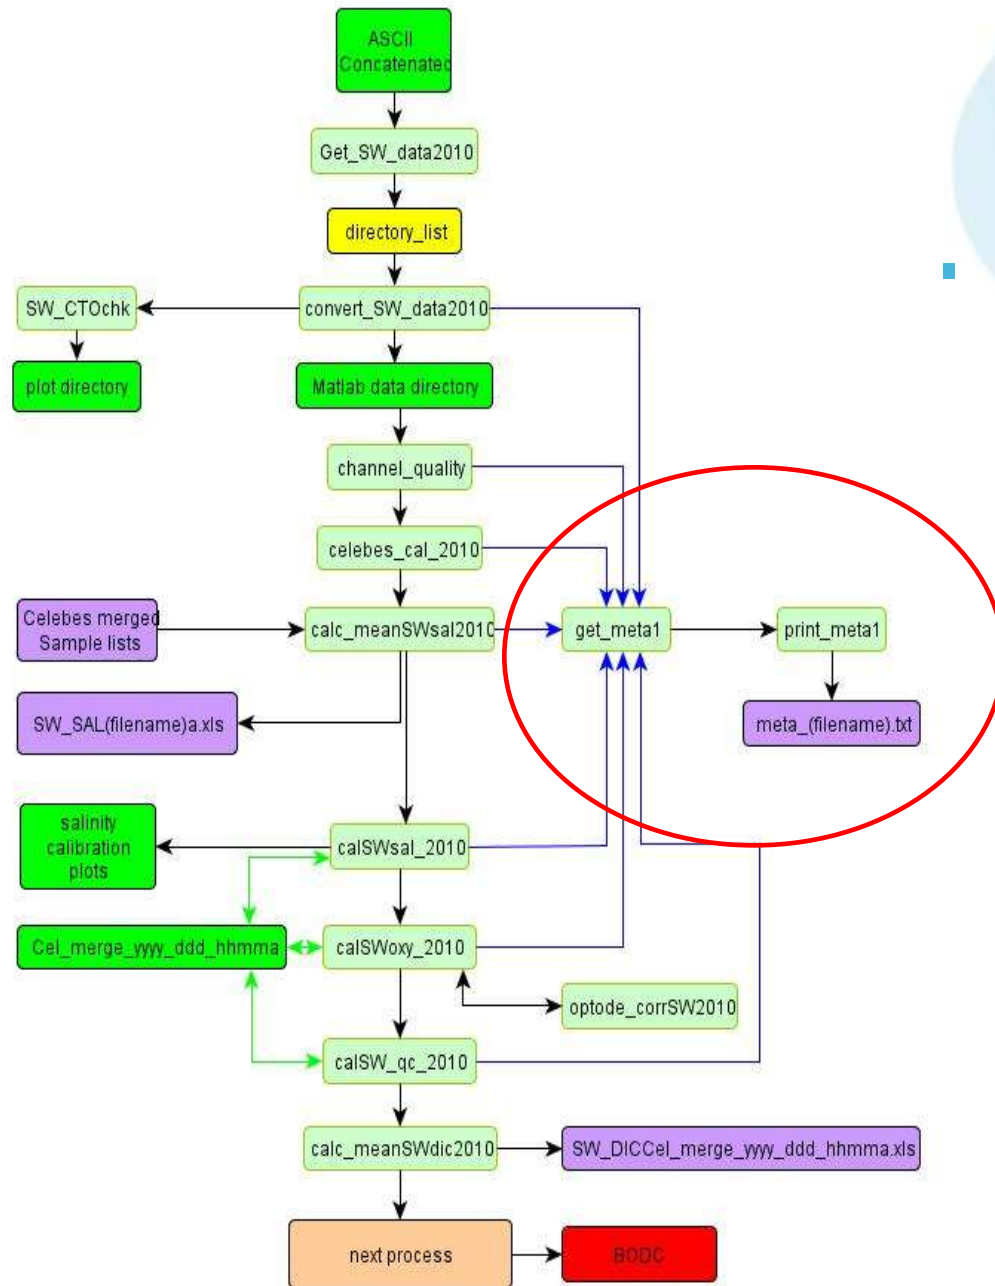 ASCII
Concatenated
Get_SW_data2010
directory_list
SW_CTOchk
convert_SW_data2010
plot directory
Matlab data directory
channel_quality
celebes_cal_2010
Celebes merged
Sample lists
calc_meanSWsal2010
get_meta1
print_meta1
SW_SAL(filename)a.xls
meta_(filename).txt
salinity
calibration
plots
calSWsal_2010
Cel_merge_yyyy_ddd_hhmma
calSWoxy_2010
optode_corrSW2010
calSW_qc_2010
calc_meanSWdic2010
SW_DICCel_merge_yyyy_ddd_hhmma.xls
next process
BODC